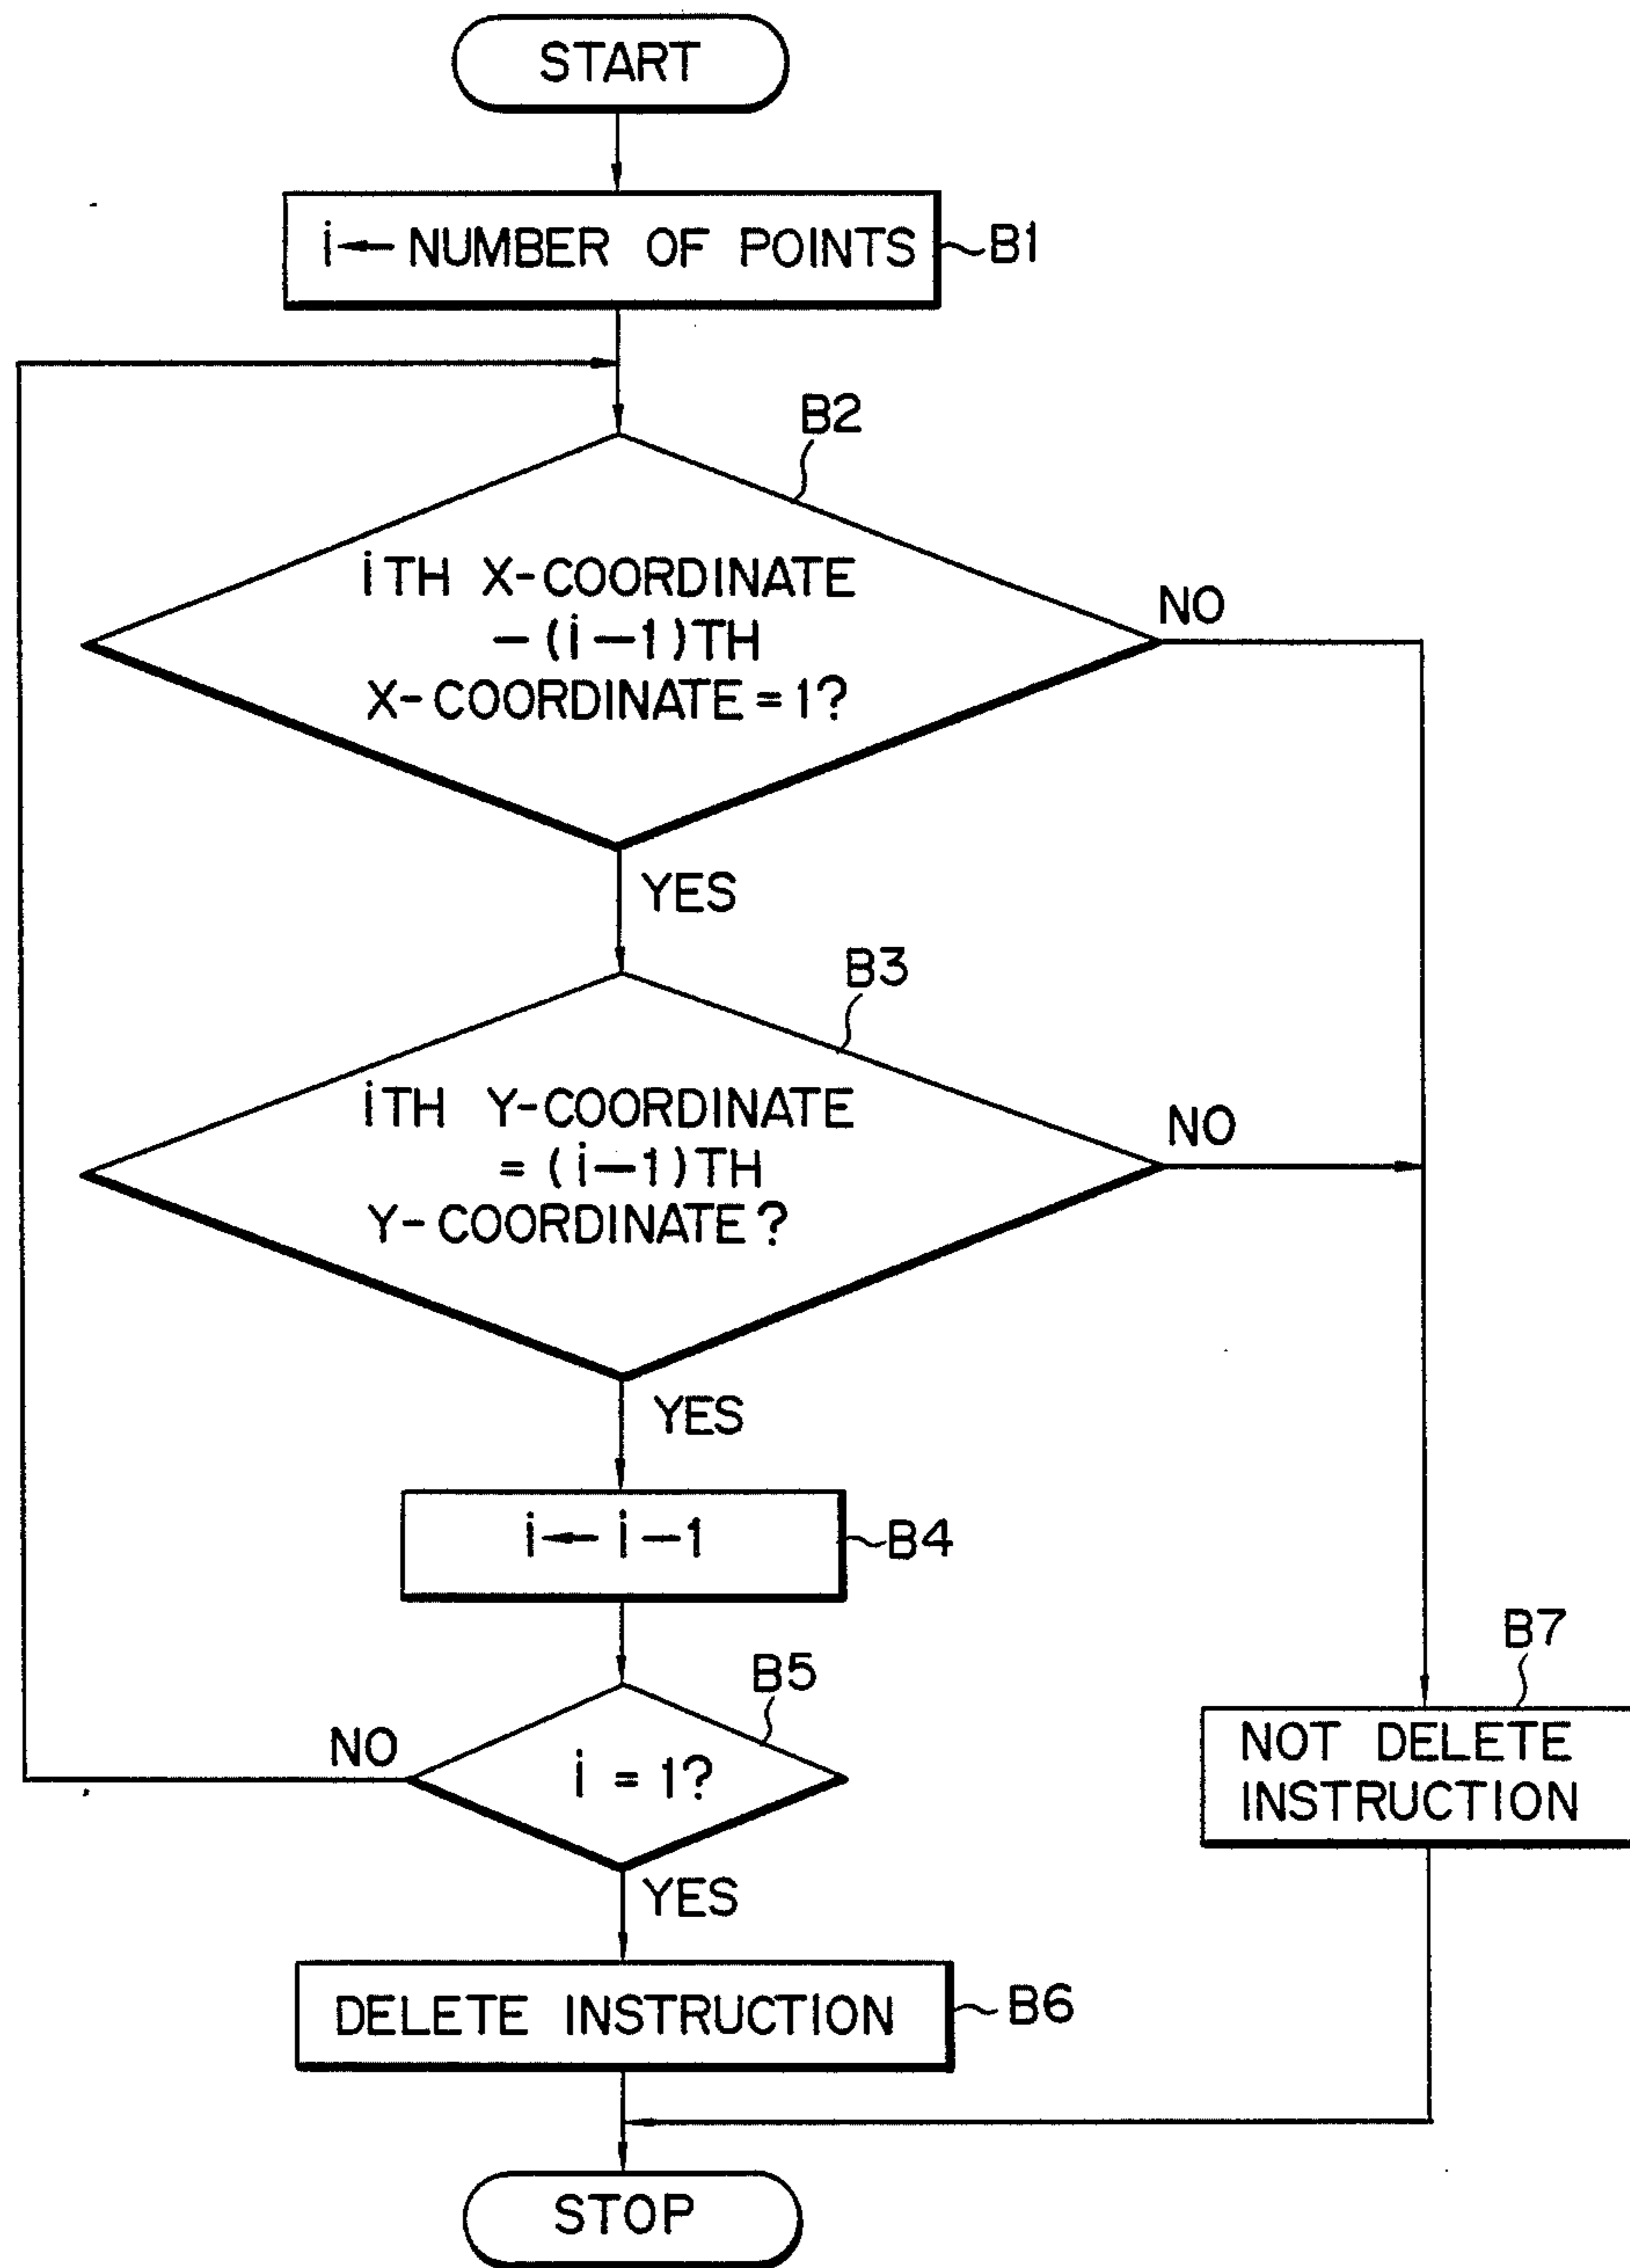 START
i← NUMBER OF POINTS
B1
B2
iTH X-COORDINATE
-(i-1)TH
X-COORDINATE=1?
NO
YES
B3
iTH Y-COORDINATE
=(i-1)TH
Y-COORDINATE?
NO
YES
i← i-1
B4
B5
i = 1?
NO
YES
B7
NOT DELETE
INSTRUCTION
DELETE INSTRUCTION
B6
STOP